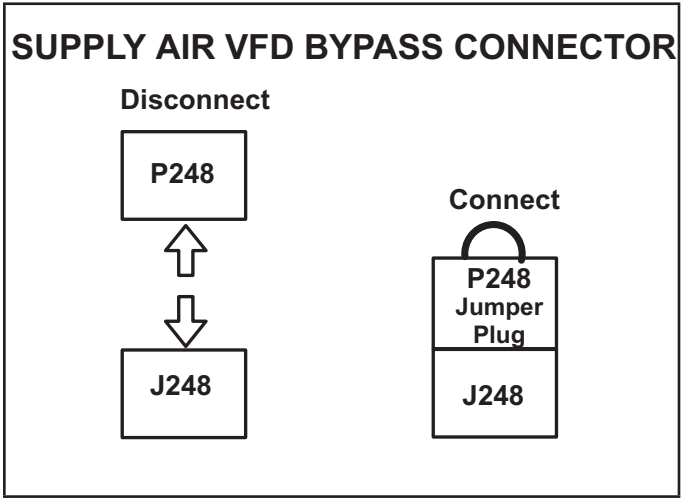 SUPPLY AIR VFD BYPASS CONNECTOR
Disconnect
P248
J248
Connect
P248
Jumper
Plug
J248